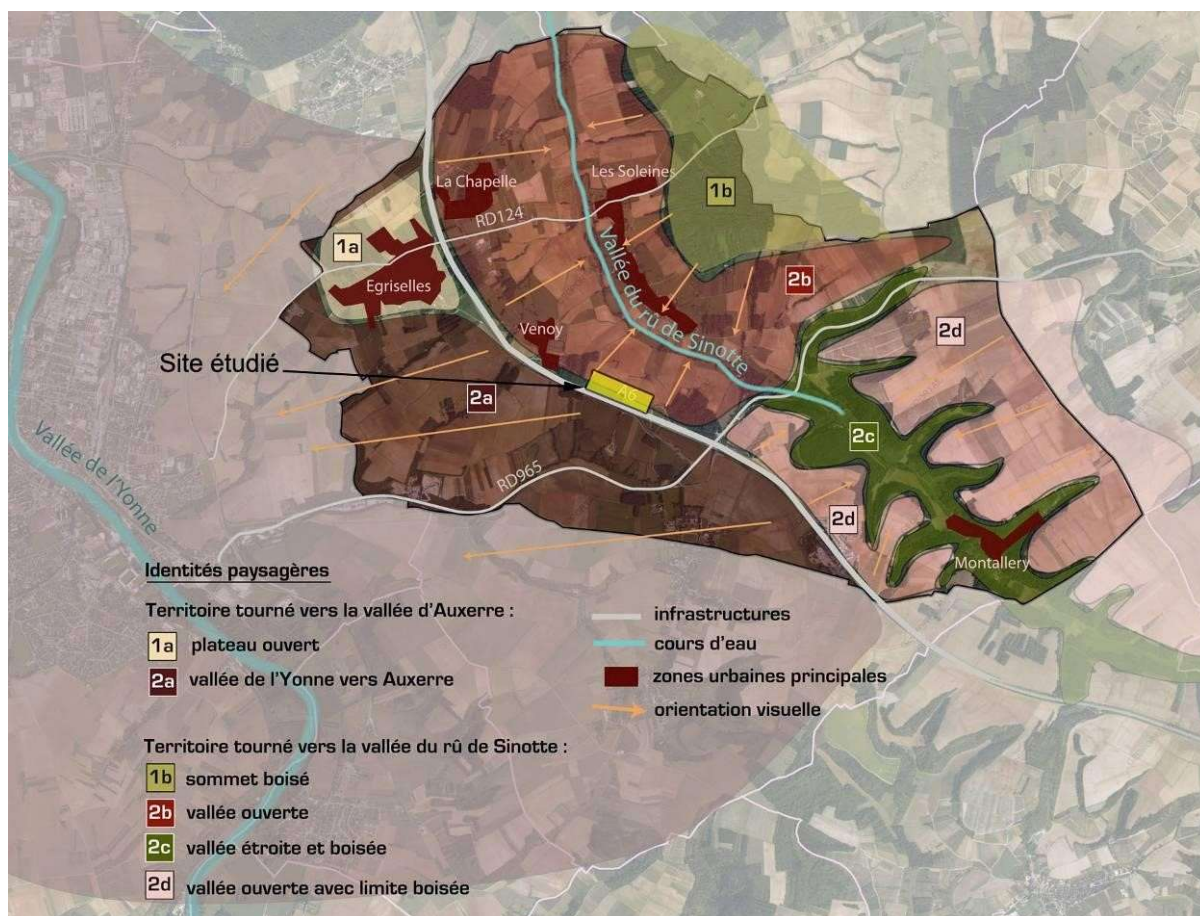 La Chapelle
Les Soleines
1b
RD124
1a
Egriselles
Vallée du rû de Sinotte
2b
2d
Venoy
Site étudié
A6
2a
2c
Vallée de l'Yonne
RD965
2d
Montallery
Identités paysagères
Territoire tourné vers la vallée d'Auxerre :
1a plateau ouvert
2a vallée de l'Yonne vers Auxerre
infrastructures
cours d'eau
zones urbaines principales
orientation visuelle
Territoire tourné vers la vallée du rû de Sinotte :
1b sommet boisé
2b vallée ouverte
2c vallée étroite et boisée
2d vallée ouverte avec limite boisée